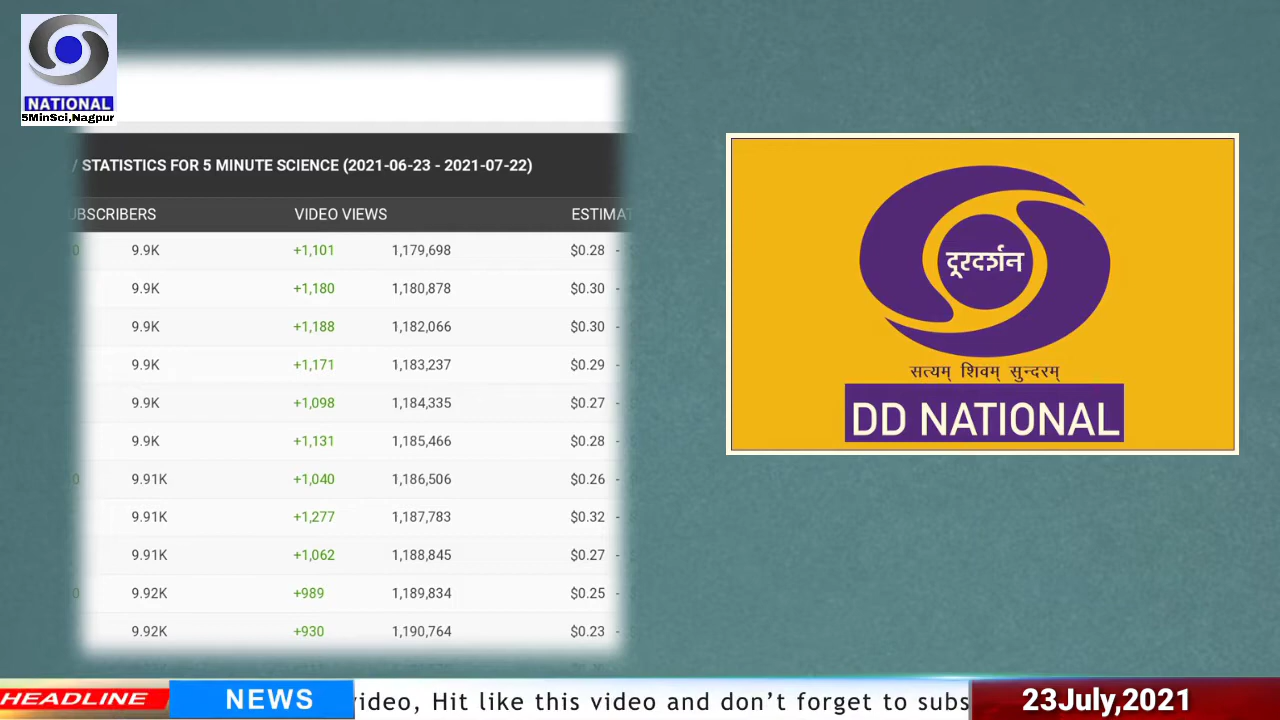 NATIONAL
5MinSci,Nagpur
/ STATISTICS FOR 5 MINUTE SCIENCE (2021-06-23 - 2021-07-22)
UBSCRIBERS VIDEO VIEWS ESTIMAT
0 9.9K +1,101 1,179,698 $0.28 -
9.9K +1,180 1,180,878 $0.30 -
9.9K +1,188 1,182,066 $0.30 -
9.9K +1,171 1,183,237 $0.29 -
9.9K +1,098 1,184,335 $0.27 -
9.9K +1,131 1,185,466 $0.28 -
0 9.91K +1,040 1,186,506 $0.26 -
9.91K +1,277 1,187,783 $0.32 -
9.91K +1,062 1,188,845 $0.27 -
0 9.92K +989 1,189,834 $0.25 -
9.92K +930 1,190,764 $0.23 -
दूरदर्शन
सत्यम् शिवम् सुन्दरम्
DD NATIONAL
HEADLINE NEWS video, Hit like this video and don't forget to subs 23July,2021